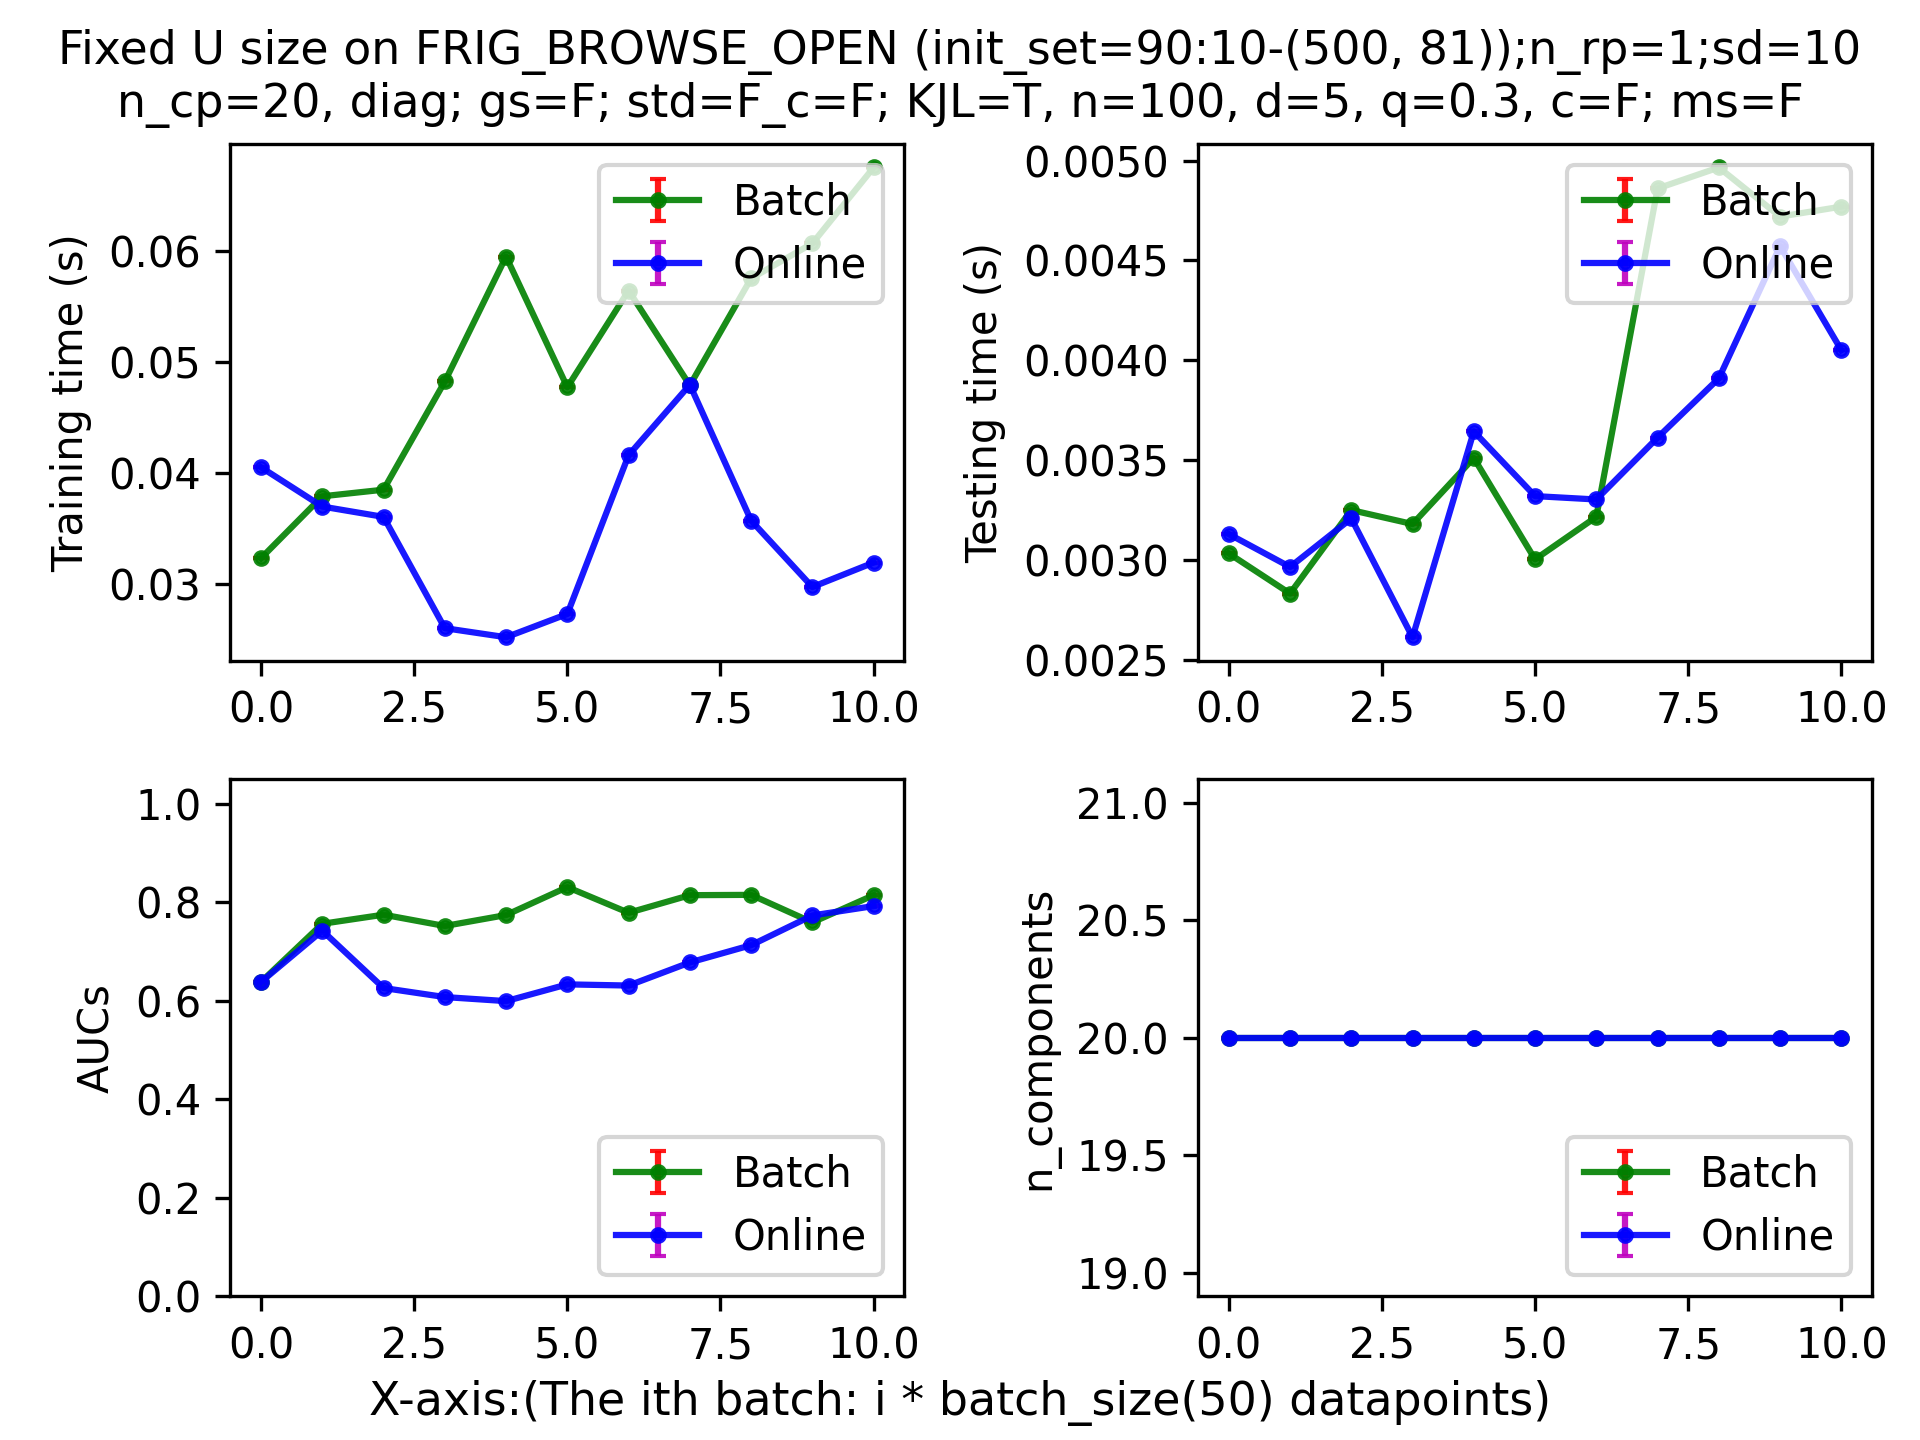 Fixed U size on FRIG_BROWSE_OPEN (init_set=90:10-(500, 81));n_rp=1;sd=10
n_cp=20, diag; gs=F; std=F_c=F; KJL=T, n=100, d=5, q=0.3, c=F; ms=F
Training time (s)
0.06
0.05
0.04
0.03
0.0 2.5 5.0 7.5 10.0
Batch
Online
Testing time (s)
0.0050
0.0045
0.0040
0.0035
0.0030
0.0025
0.0 2.5 5.0 7.5 10.0
Batch
Online
AUCs
1.0
0.8
0.6
0.4
0.2
0.0
0.0 2.5 5.0 7.5 10.0
Batch
Online
n_components
21.0
20.5
20.0
19.5
19.0
0.0 2.5 5.0 7.5 10.0
Batch
Online
X-axis:(The ith batch: i * batch_size(50) datapoints)